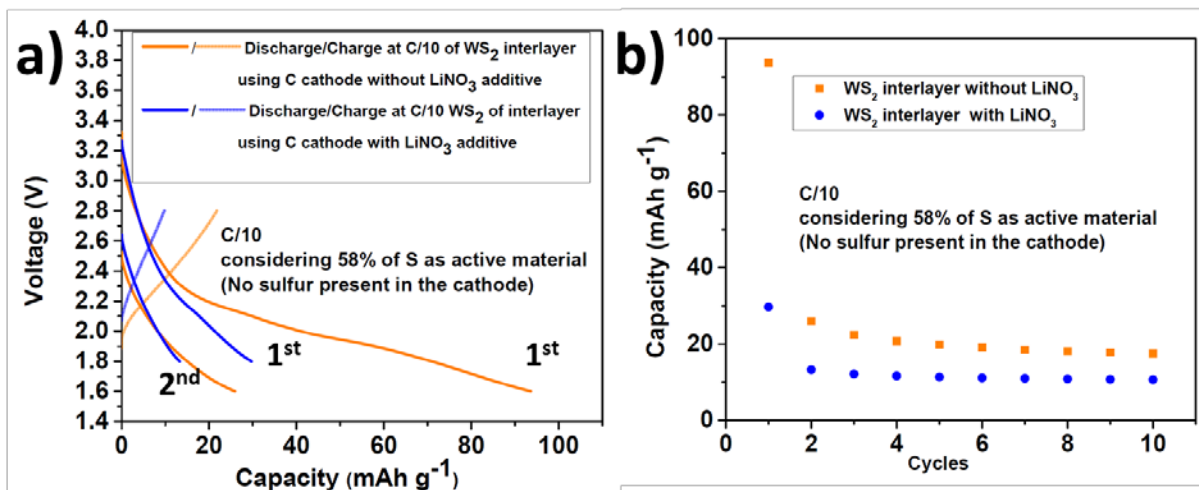 a)
4.0
3.8
3.6
3.4
3.2
3.0
2.8
2.6
2.4
2.2
2.0
1.8
1.6
1.4
Voltage (V)
/ Discharge/Charge at C/10 of WS2 interlayer
using C cathode without LiNO3 additive
/ Discharge/Charge at C/10 WS2 of interlayer
using C cathode with LiNO3 additive
C/10
considering 58% of S as active material
(No sulfur present in the cathode)
1st
1st
2nd
0 20 40 60 80 100
Capacity (mAh g-1)
b)
100
80
60
40
20
0
Capacity (mAh g-1)
WS2 interlayer without LiNO3
WS2 interlayer with LiNO3
C/10
considering 58% of S as active material
(No sulfur present in the cathode)
0 2 4 6 8 10
Cycles